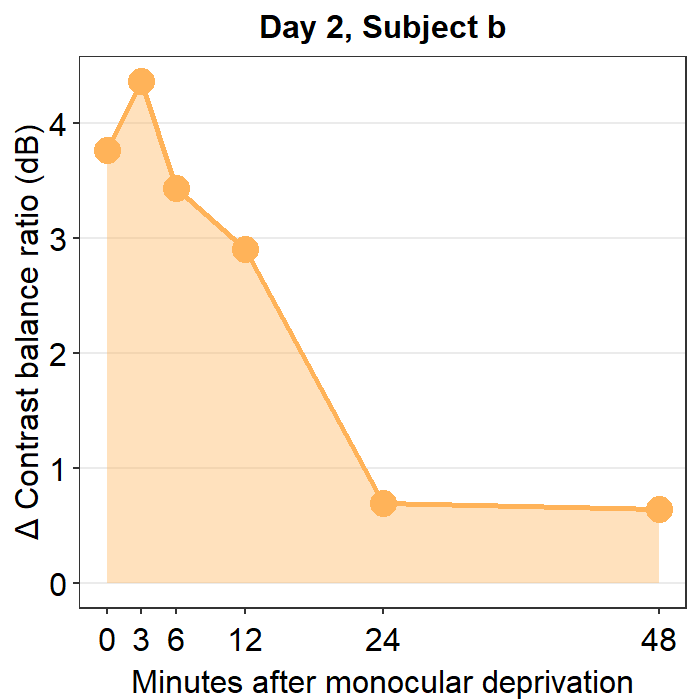 Day 2, Subject b
Δ Contrast balance ratio (dB)
4
3
2
1
0
0 3 6 12 24 48
Minutes after monocular deprivation